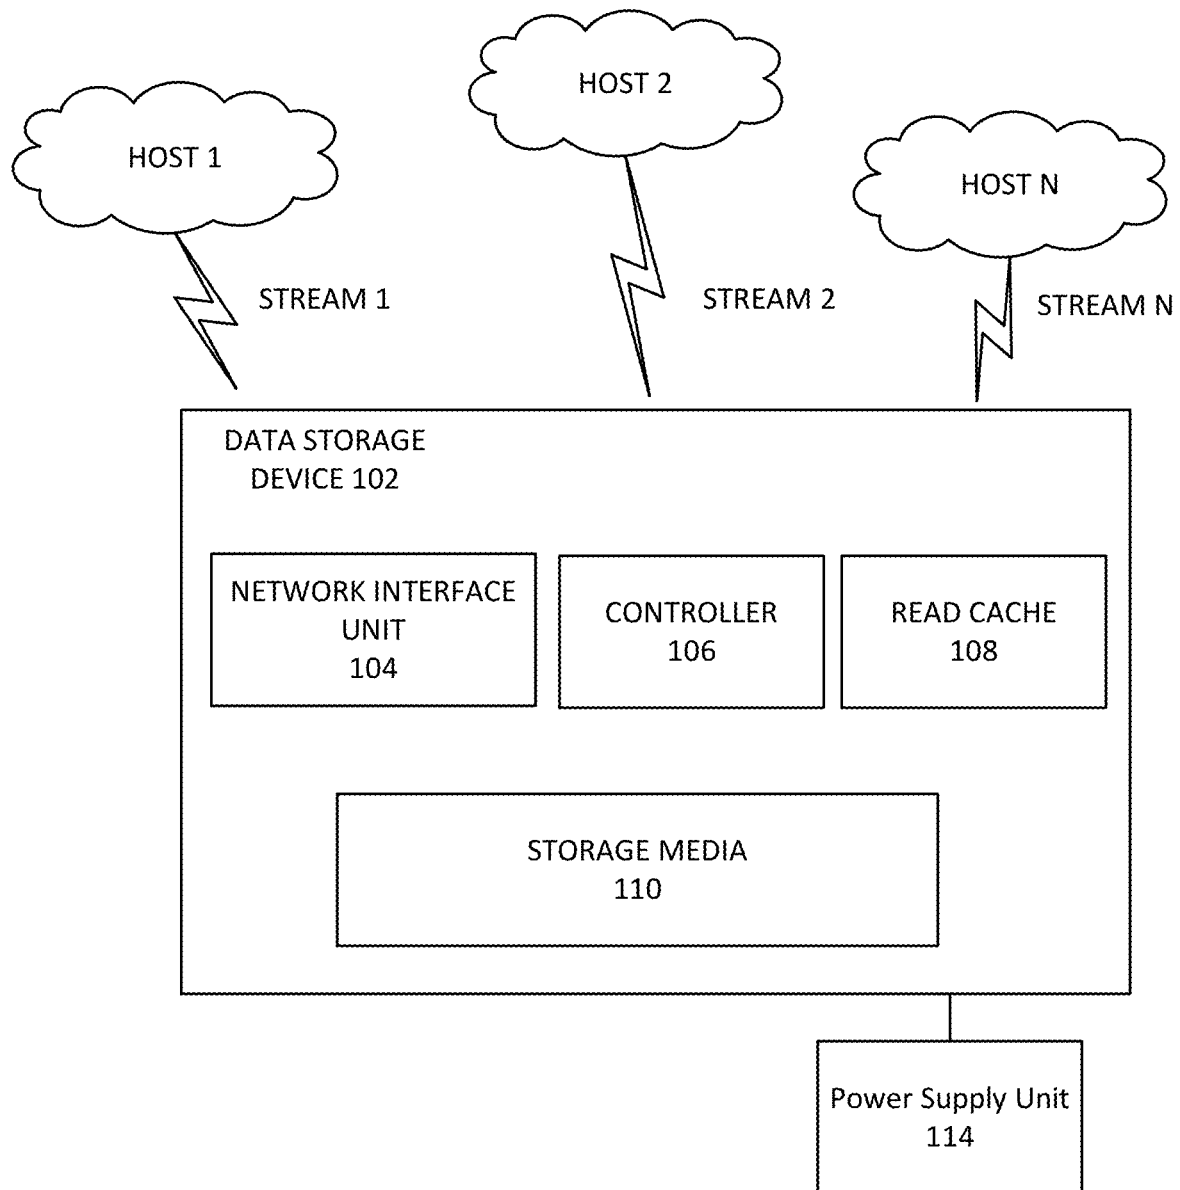 HOST 1
HOST 2
HOST N
STREAM 1
STREAM 2
STREAM N
DATA STORAGE
DEVICE 102
NETWORK INTERFACE
UNIT
104
CONTROLLER
106
READ CACHE
108
STORAGE MEDIA
110
Power Supply Unit
114